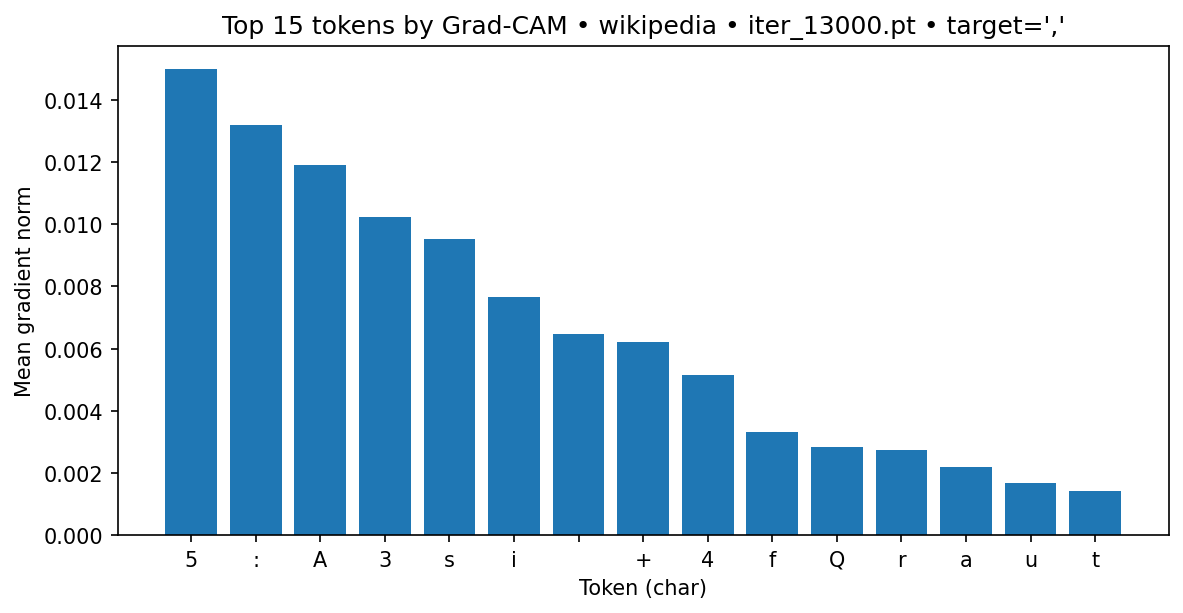 Top 15 tokens by Grad-CAM • wikipedia • iter_13000.pt • target=','
Mean gradient norm
0.014
0.012
0.010
0.008
0.006
0.004
0.002
0.000
5 : A 3 s i + 4 f Q r a u t
Token (char)